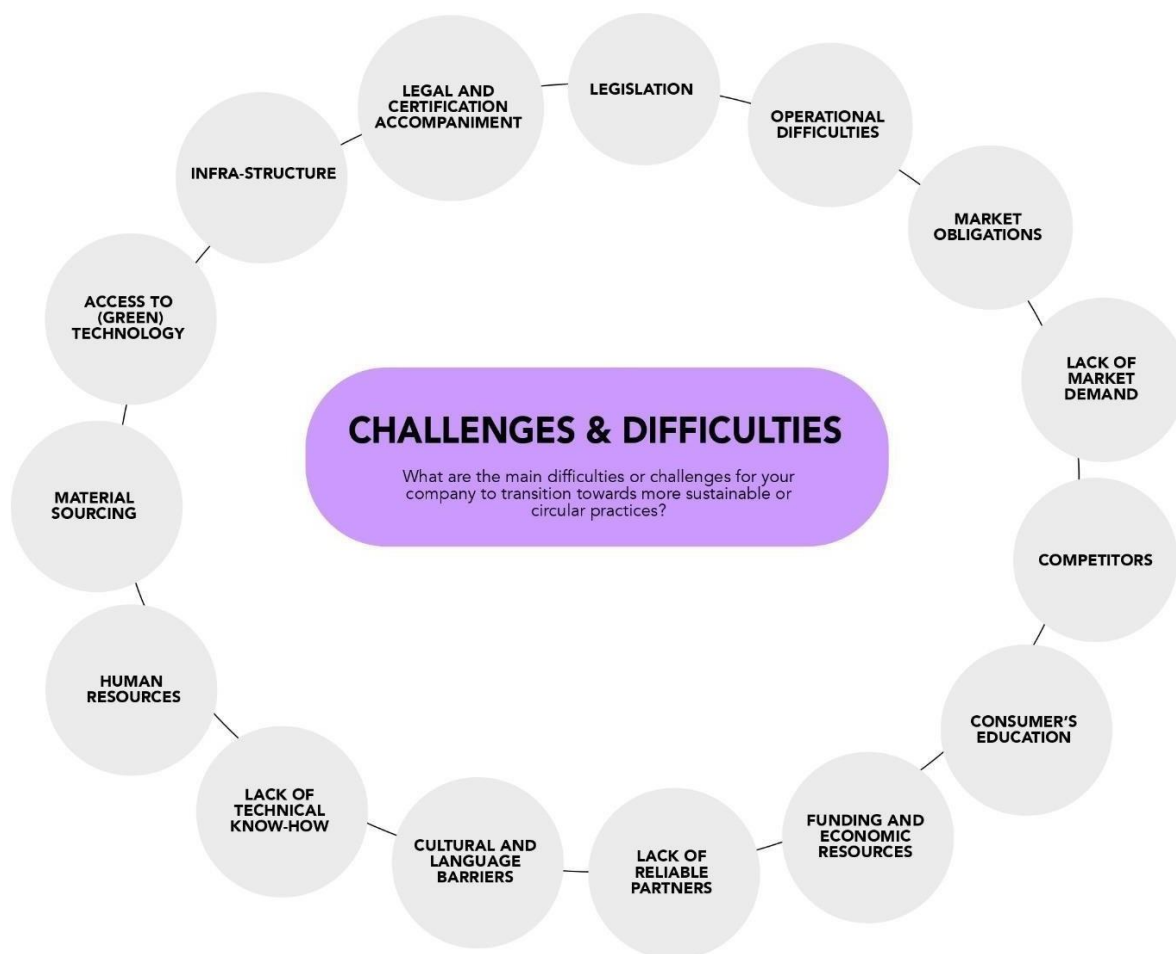 LEGAL AND
CERTIFICATION
ACCOMPANIMENT
LEGISLATION
OPERATIONAL
DIFFICULTIES
MARKET
OBLIGATIONS
LACK OF
MARKET
DEMAND
COMPETITORS
CONSUMER'S
EDUCATION
FUNDING AND
ECONOMIC
RESOURCES
LACK OF
RELIABLE
PARTNERS
CULTURAL AND
LANGUAGE
BARRIERS
LACK OF
TECHNICAL
KNOW-HOW
HUMAN
RESOURCES
MATERIAL
SOURCING
ACCESS TO
(GREEN)
TECHNOLOGY
INFRA-STRUCTURE
CHALLENGES & DIFFICULTIES
What are the main difficulties or challenges for your
company to transition towards more sustainable or
circular practices?